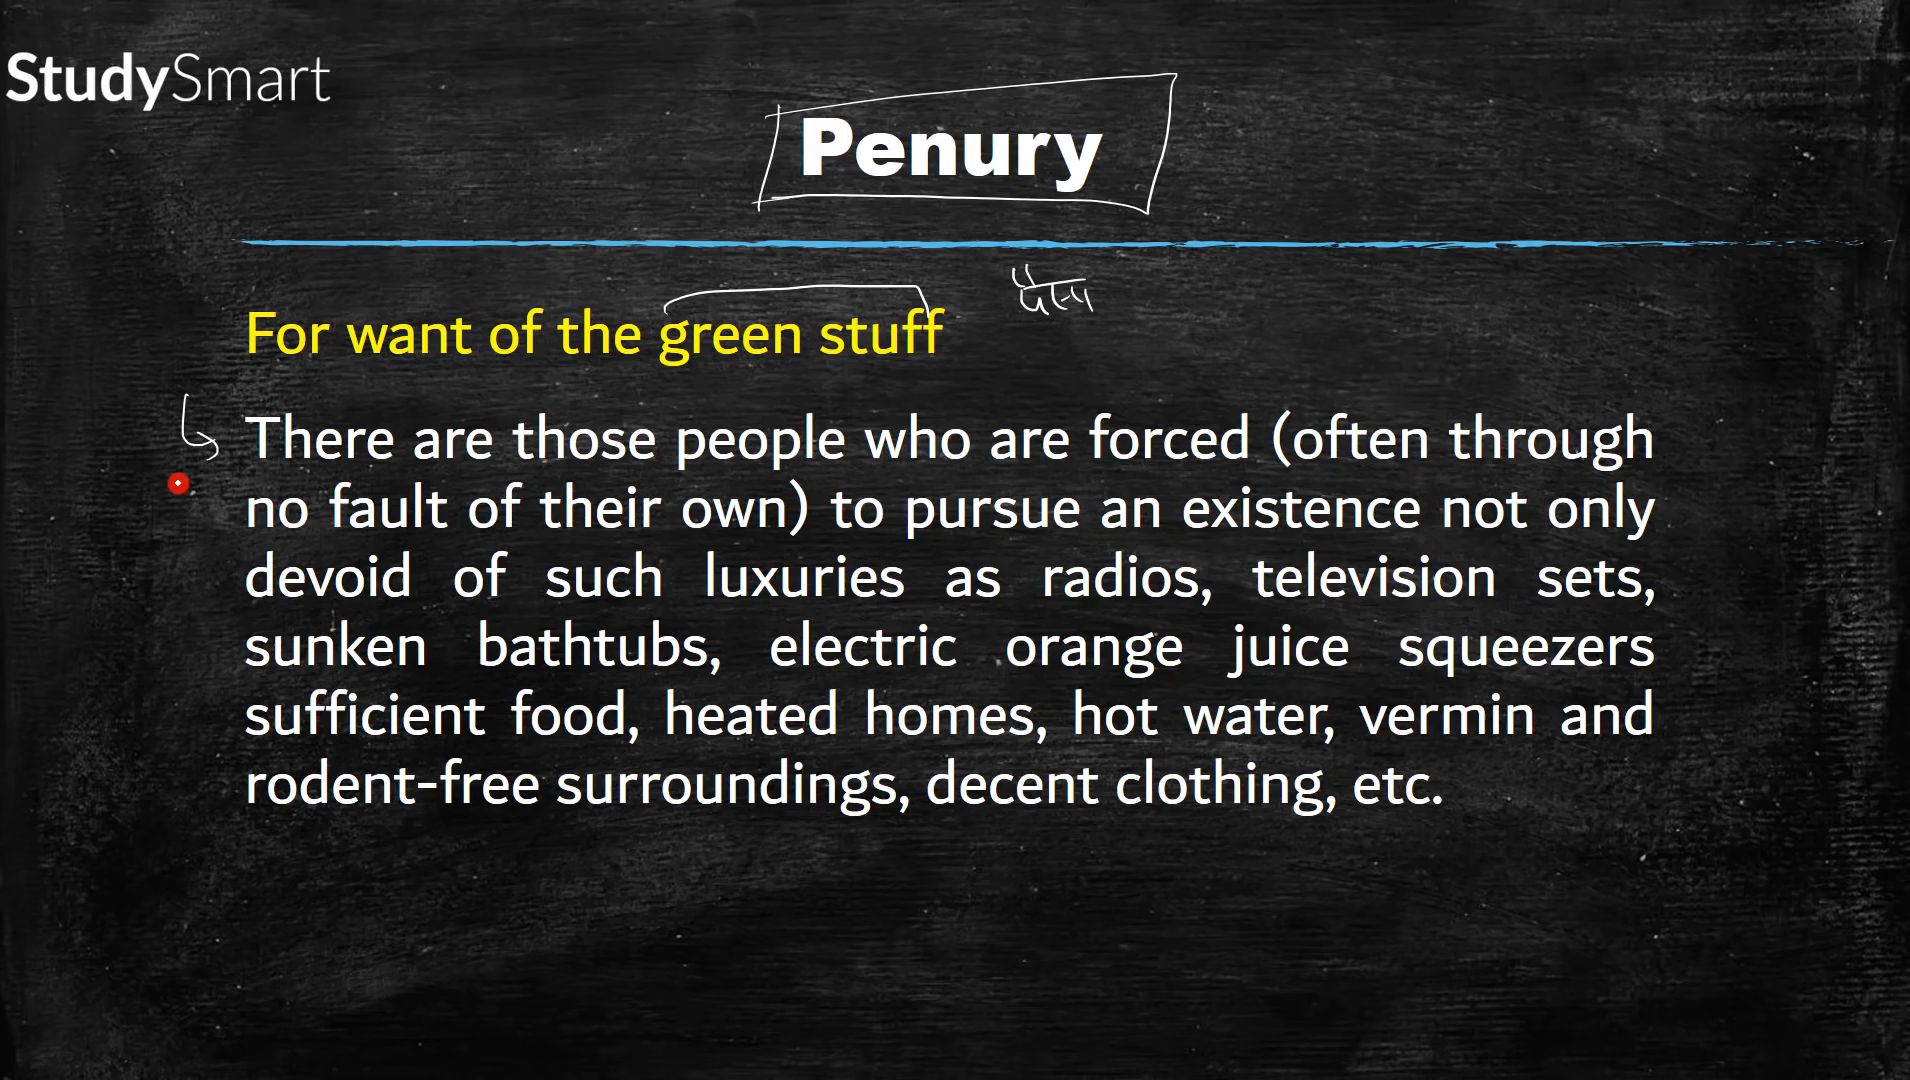 StudySmart
Penury
For want of the green stuff
There are those people who are forced (often through
no fault of their own) to pursue an existence not only
devoid of such luxuries as radios, television sets,
sunken bathtubs, electric orange juice squeezers
sufficient food, heated homes, hot water, vermin and
rodent-free surroundings, decent clothing, etc.